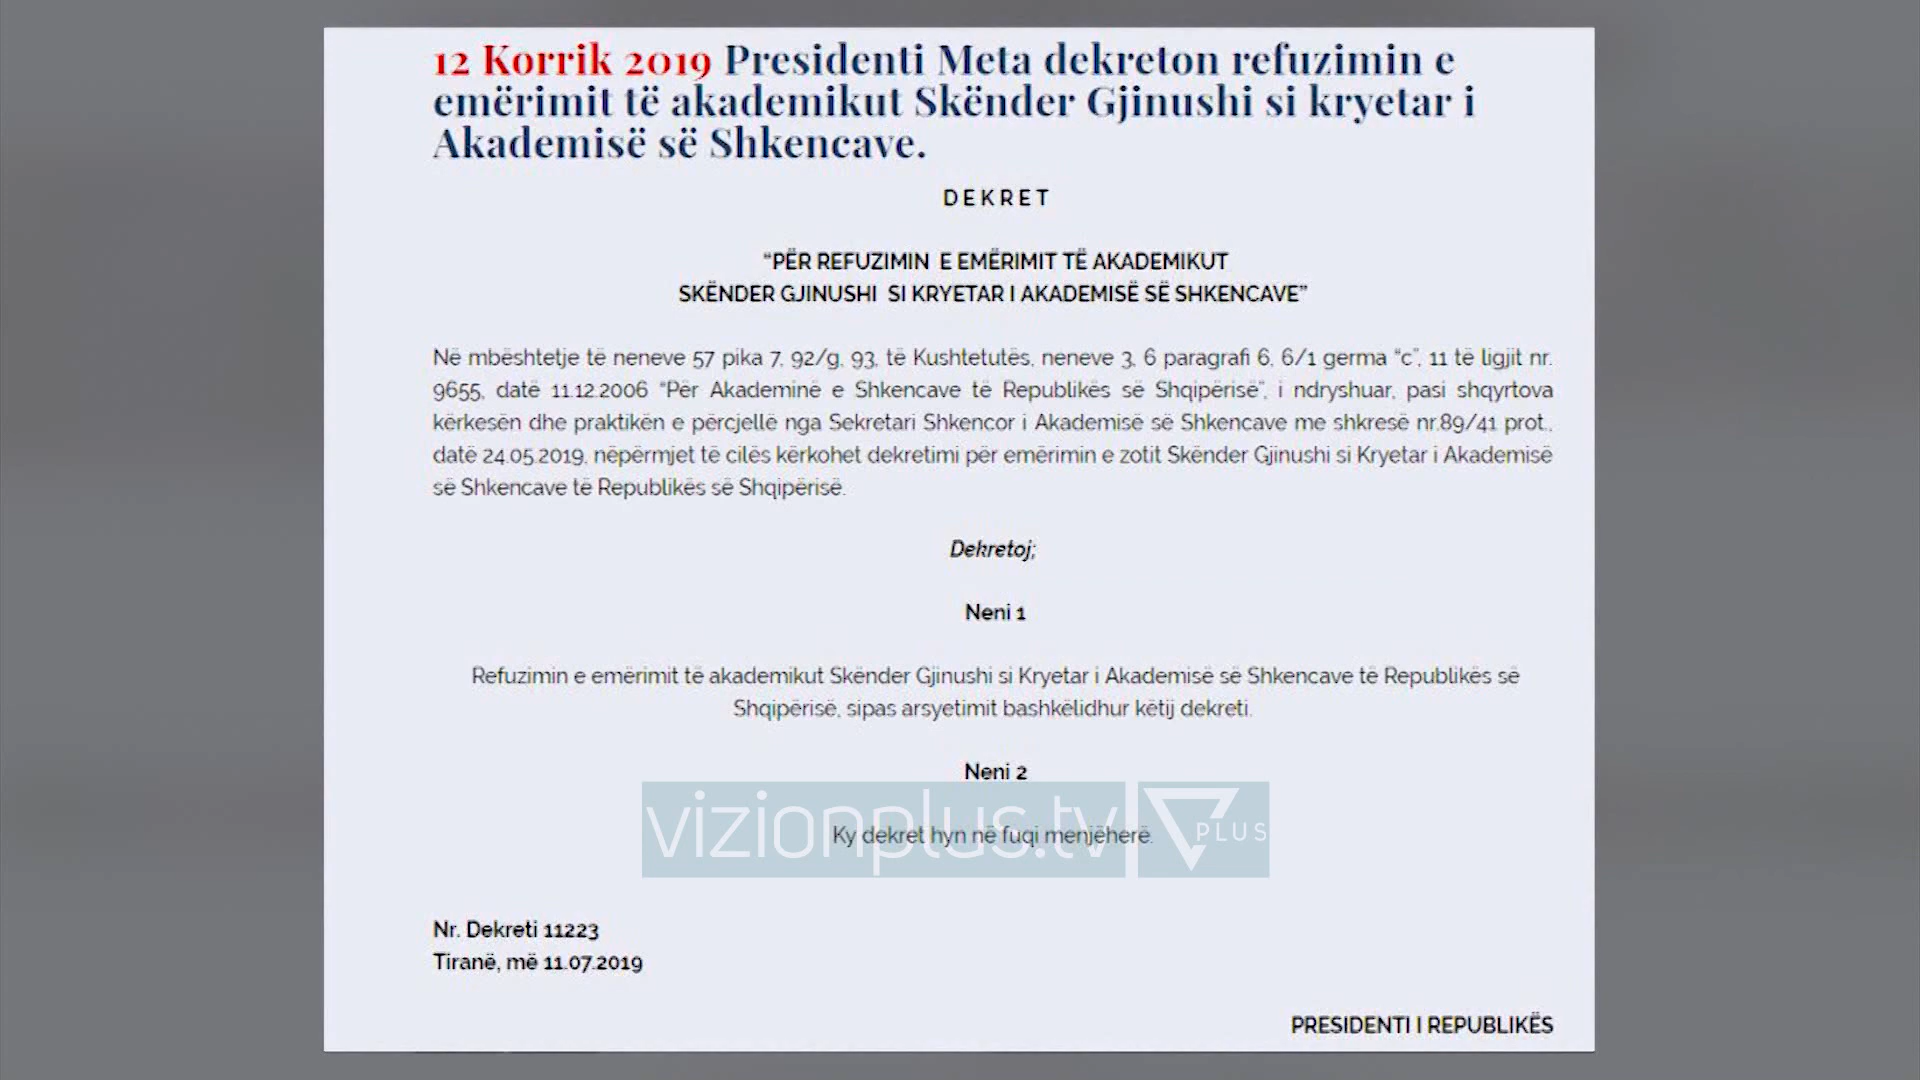 12 Korrik 2019 Presidenti Meta dekreton refuzimin e
emërimit të akademikut Skënder Gjinushi si kryetar i
Akademisë së Shkencave.
DEKRET
“PËR REFUZIMIN E EMËRIMIT TË AKADEMIKUT
SKËNDER GJINUSHI SI KRYETAR I AKADEMISË SË SHKENCAVE”
Në mbështetje të neneve 57 pika 7, 92/g, 93, të Kushtetutës, neneve 3, 6 paragrafi 6, 6/1 germa “c”, 11 të ligjit nr.
9655, datë 11.12.2006 “Për Akademinë e Shkencave të Republikës së Shqipërisë”, i ndryshuar, pasi shqyrtova
kërkesën dhe praktikën e përcjellë nga Sekretari Shkencor i Akademisë së Shkencave me shkresë nr.89/41 prot.,
datë 24.05.2019, nëpërmjet të cilës kërkohet dekretimi për emërimin e zotit Skënder Gjinushi si Kryetar i Akademisë
së Shkencave të Republikës së Shqipërisë.
Dekretoj;
Neni 1
Refuzimin e emërimit të akademikut Skënder Gjinushi si Kryetar i Akademisë së Shkencave të Republikës së
Shqipërisë, sipas arsyetimit bashkëlidhur këtij dekreti.
Neni 2
vizionplus.tv PLUS
Ky dekret hyn në fuqi menjëherë.
Nr. Dekreti 11223
Tiranë, më 11.07.2019
PRESIDENTI I REPUBLIKËS